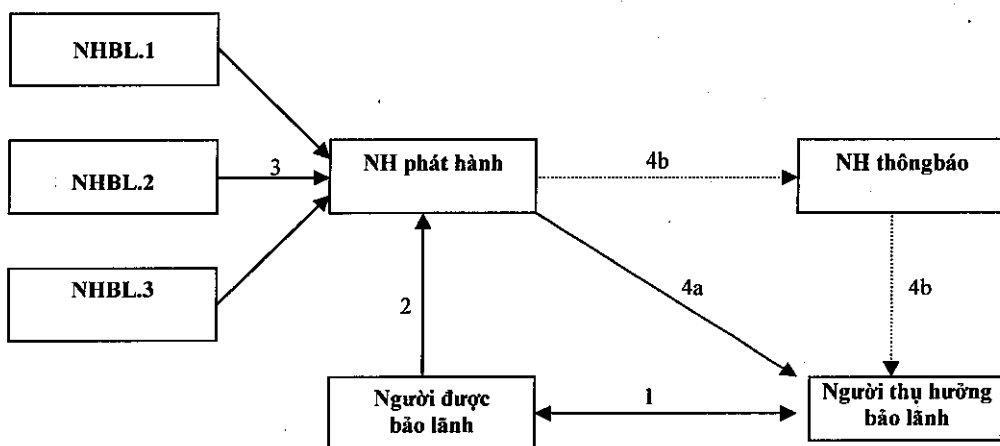 NHBL.1
NH phát hành
4b
NH thôngbáo
NHBL.2
3
NHBL.3
2
4a
4b
Người được
bảo lãnh
1
Người thụ hưởng
bảo lãnh